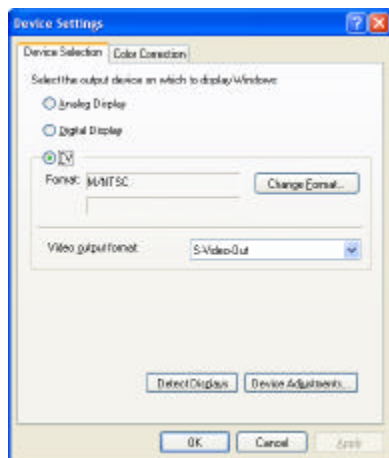 Device Settings
Device Selection Color Correction
Select the output device on which to display Windows:
Analog Display
Digital Display
TV
Format: M/NTSC
Change Format...
Video output format: S-Video-Out
Detect Displays Device Adjustments...
OK Cancel Apply